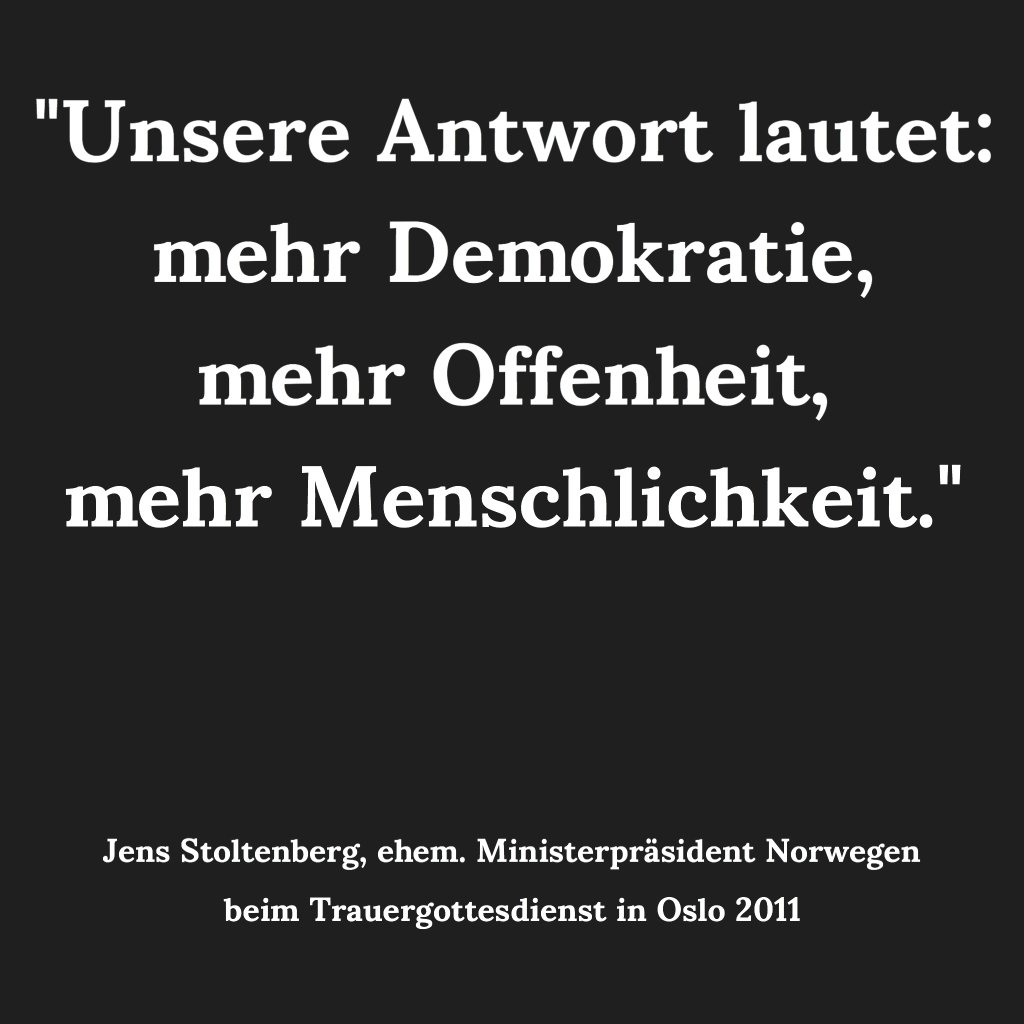 "Unsere Antwort lautet:
mehr Demokratie,
mehr Offenheit,
mehr Menschlichkeit."
Jens Stoltenberg, ehem. Ministerpräsident Norwegen
beim Trauergottesdienst in Oslo 2011